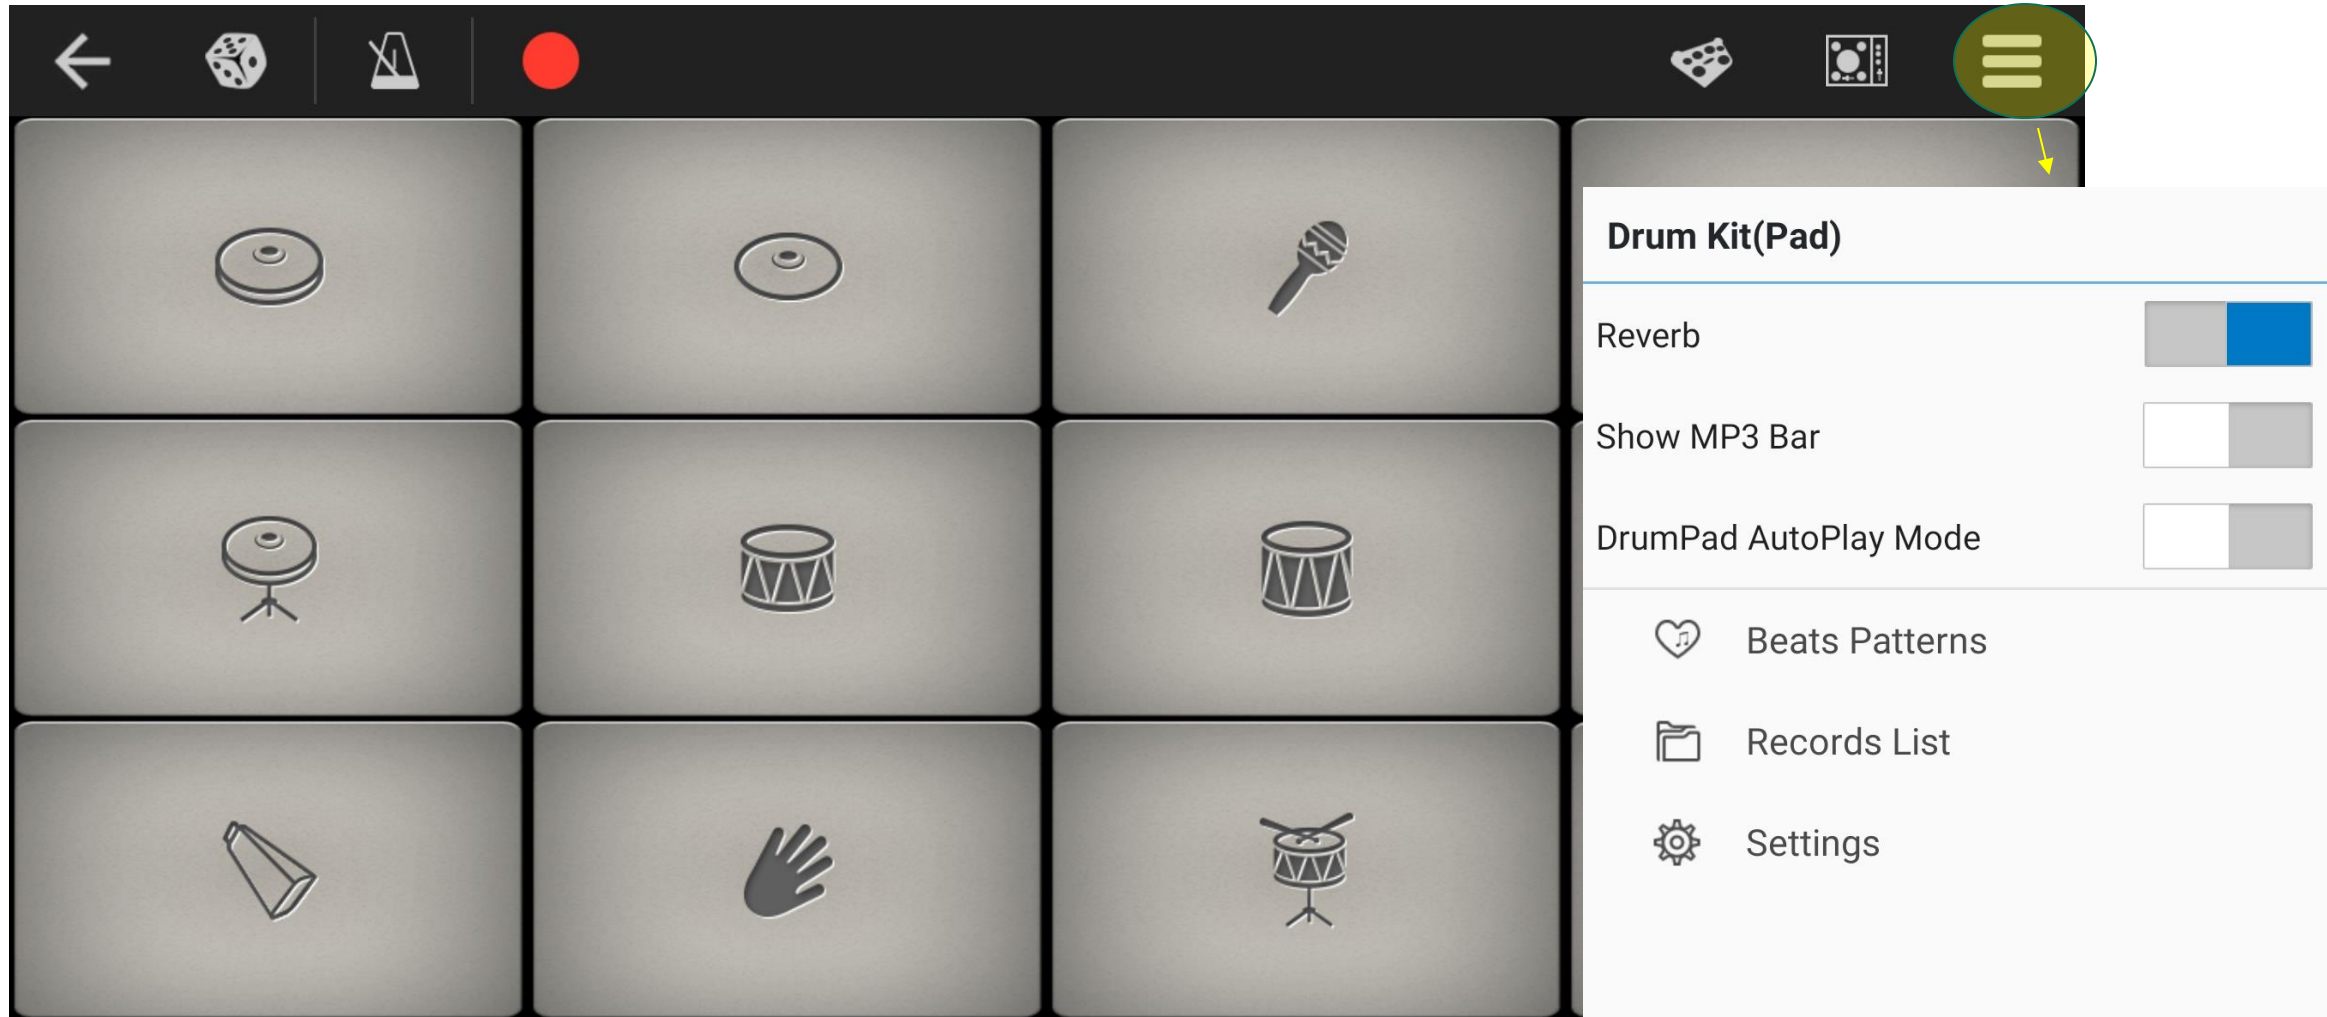 Drum Kit(Pad)
Reverb
Show MP3 Bar
DrumPad AutoPlay Mode
Beats Patterns
Records List
Settings